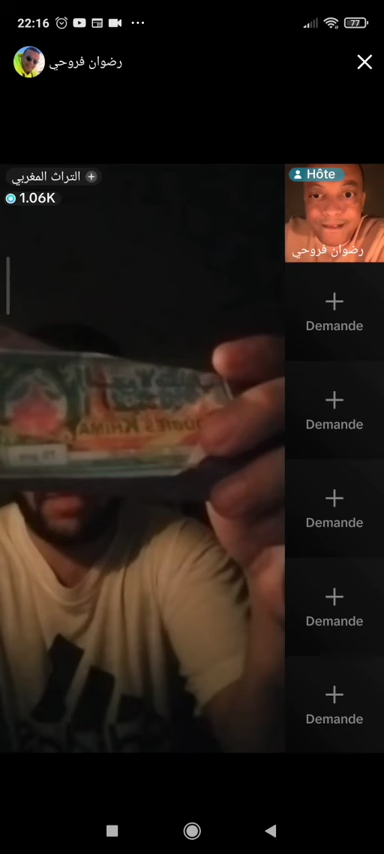 22:16
77
رضوان فروحي
التراث المغربي
1.06K
Hôte
رضوان فروحي
Demande
Demande
Demande
Demande
Demande